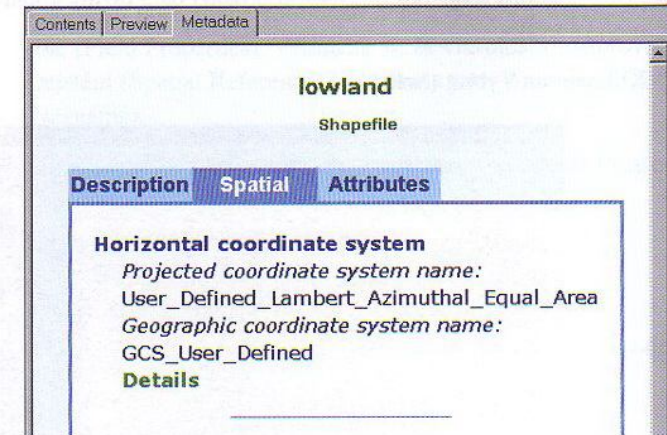 Contents Preview Metadata
lowland
Shapefile
Description Spatial Attributes
Horizontal coordinate system
Projected coordinate system name:
User_Defined_Lambert_Azimuthal_Equal_Area
Geographic coordinate system name:
GCS_User_Defined
Details